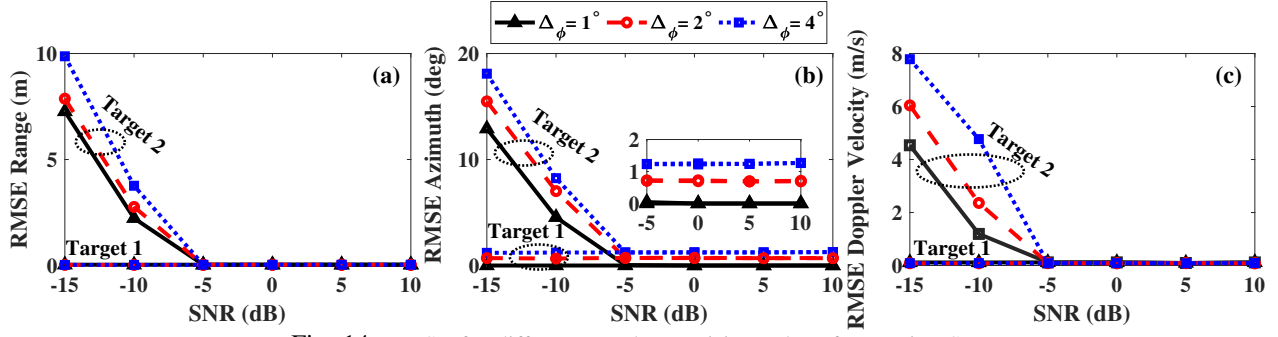 Δϕ= 1° Δϕ= 2° Δϕ= 4°
RMSE Range (m)
10
5
0
(a)
Target 2
Target 1
-15 -10 -5 0 5 10
SNR (dB)
RMSE Azimuth (deg)
20
10
0
(b)
Target 2
2
1
0
-5 0 5 10
Target 1
-15 -10 -5 0 5 10
SNR (dB)
RMSE Doppler Velocity (m/s)
8
6
4
2
0
(c)
Target 2
Target 1
-15 -10 -5 0 5 10
SNR (dB)